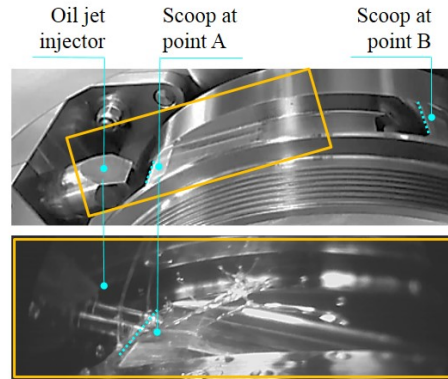 Oil jet
injector
Scoop at
point A
Scoop at
point B